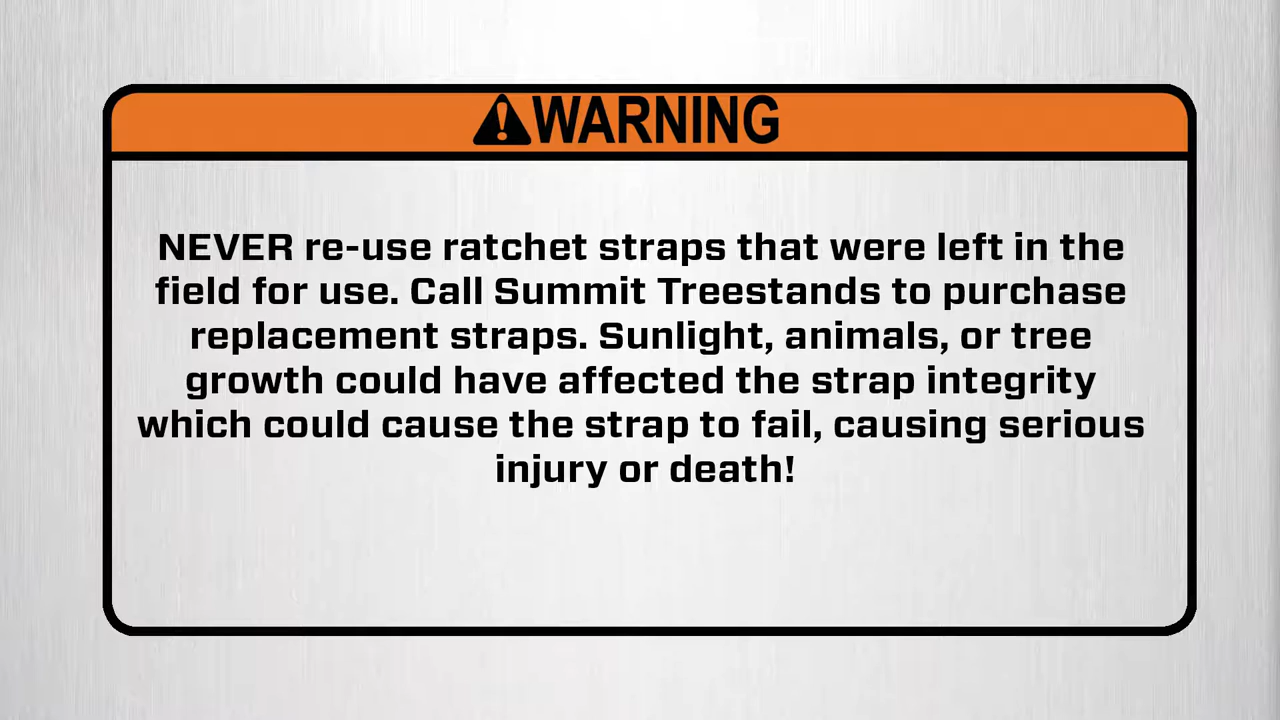 WARNING
NEVER re-use ratchet straps that were left in the
field for use. Call Summit Treestands to purchase
replacement straps. Sunlight, animals, or tree
growth could have affected the strap integrity
which could cause the strap to fail, causing serious
injury or death!